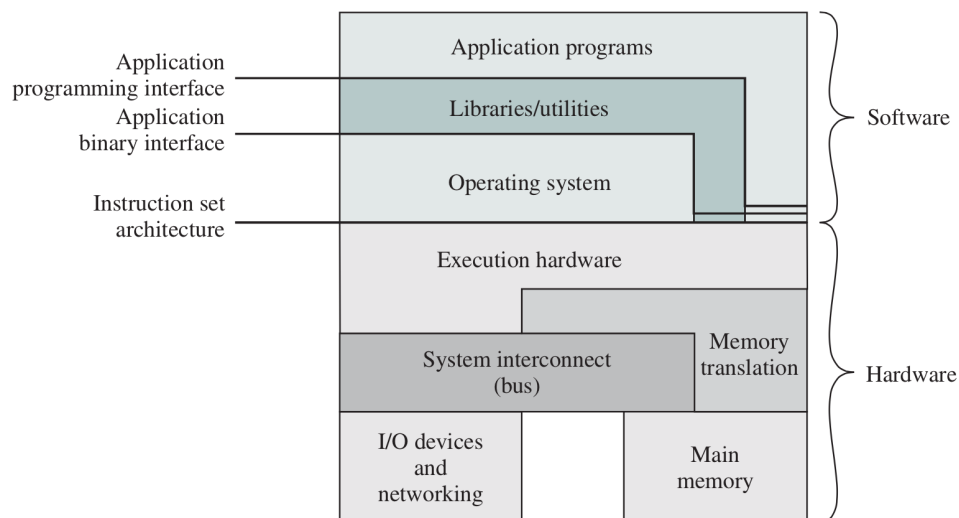 Application programs
Application
programming interface
Libraries/utilities
Application
binary interface
Software
Operating system
Instruction set
architecture
Execution hardware
Memory
translation
System interconnect
(bus)
Hardware
I/O devices
and
networking
Main
memory